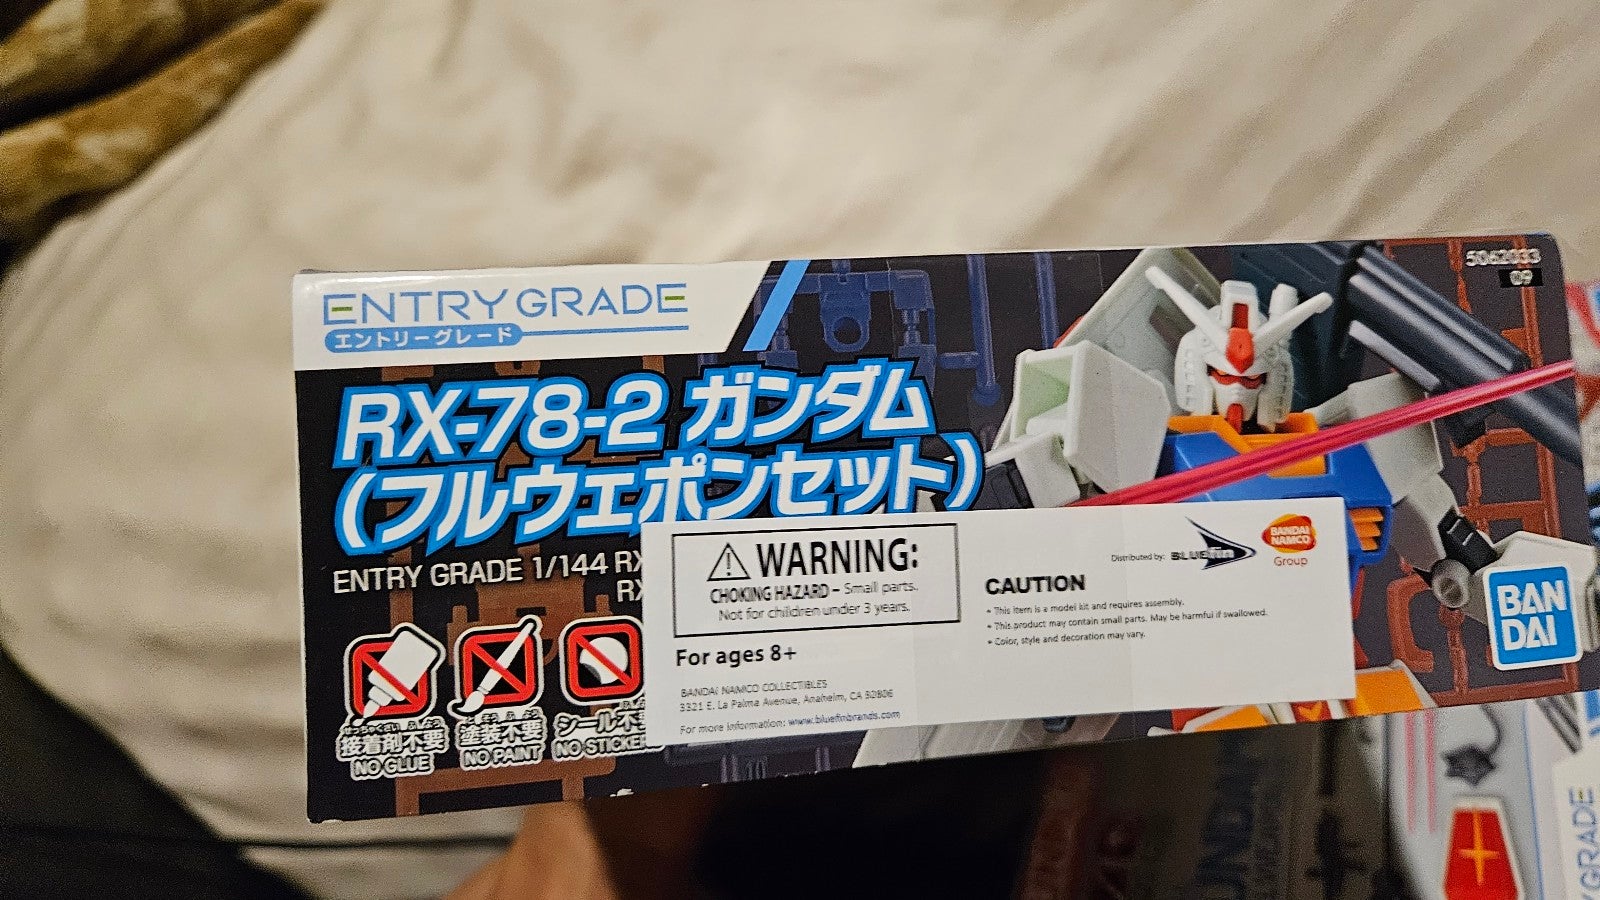 ENTRY GRADE
エントリーグレード
5062033
09
RX-78-2 ガンダム
(フルウェポンセット)
ENTRY GRADE 1/144 RX
RX
接着剤不要
NO GLUE
塗装不要
NO PAINT
シール不
NO STICKER
WARNING:
CHOKING HAZARD – Small parts.
Not for children under 3 years.
For ages 8+
BANDAI NAMCO COLLECTIBLES
3321 E. La Palma Avenue, Anaheim, CA 92806
For more information: www.bluefinbrands.com
CAUTION
• This item is a model kit and requires assembly.
• This product may contain small parts. May be harmful if swallowed.
• Color, style and decoration may vary.
Distributed by: BLUEfin
BANDAI
NAMCO
Group
BAN
DAI
GRADE